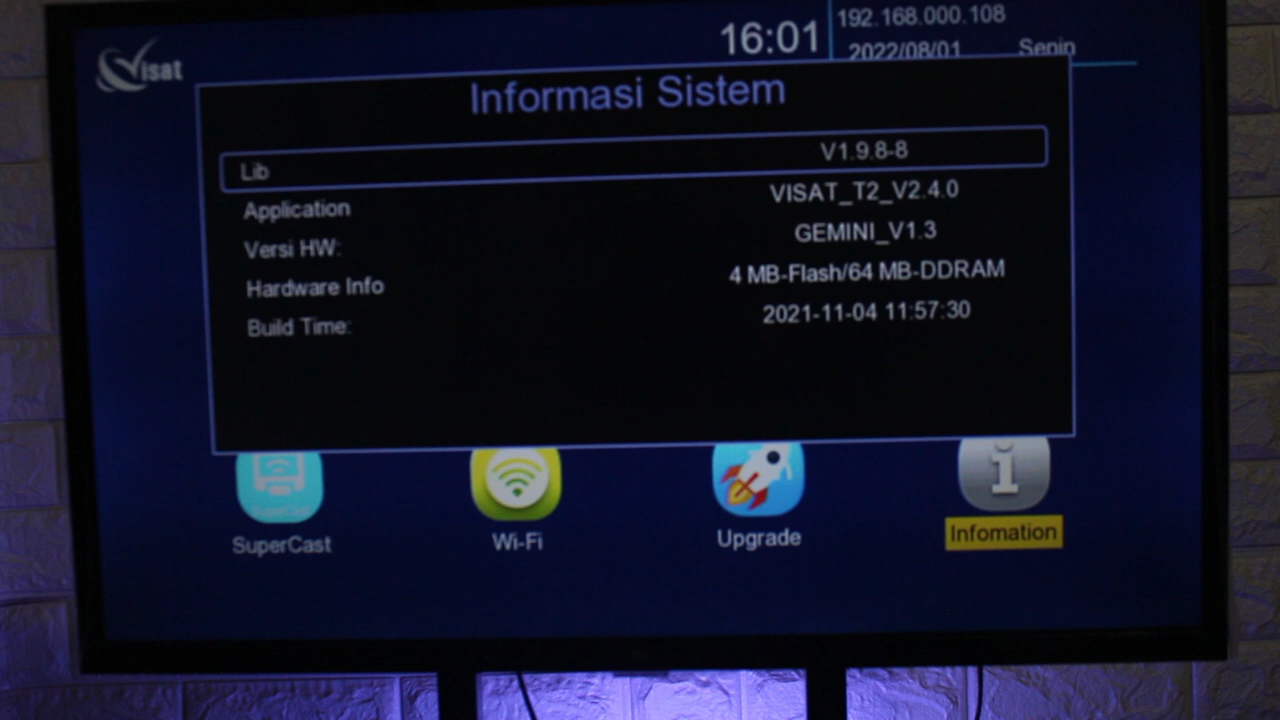 Visat
16:01
192.168.000.108
2022/08/01 Senin
Informasi Sistem
Lib V1.9.8-8
Application VISAT_T2_V2.4.0
Versi HW: GEMINI_V1.3
Hardware Info 4 MB-Flash/64 MB-DDRAM
Build Time: 2021-11-04 11:57:30
SuperCast Wi-Fi Upgrade Infomation